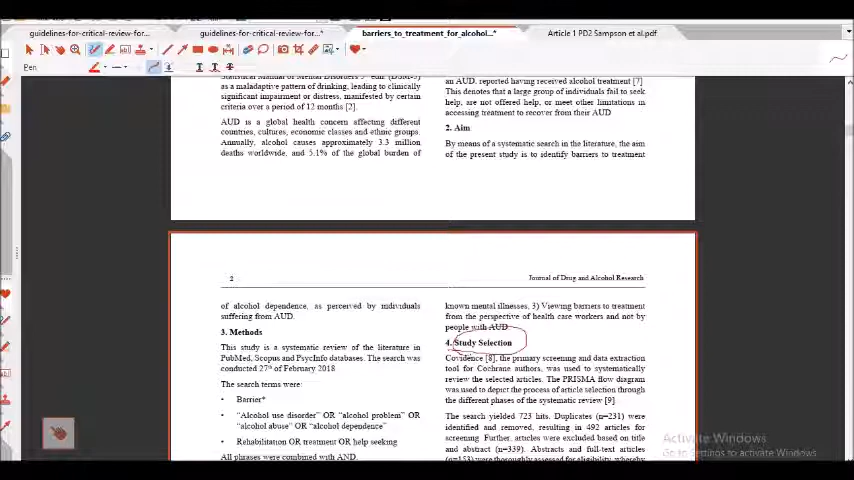 guidelines-for-critical-review-for-...
guidelines-for-critical-review-for-...*
barriers_to_treatment_for_alcohol...*
Article 1 PD2 Sampson et al.pdf
Pen
Statistical Manual of Mental Disorders 5th edn. (DSM-5)
as a maladaptive pattern of drinking, leading to clinically
significant impairment or distress, manifested by certain
criteria over a period of 12 months [2].
AUD is a global health concern affecting different
countries, cultures, economic classes and ethnic groups.
Annually, alcohol causes approximately 3.3 million
deaths worldwide, and 5.1% of the global burden of
an AUD, reported having received alcohol treatment [7]
This denotes that a large group of individuals fail to seek
help, are not offered help, or meet other limitations in
accessing treatment to recover from their AUD
2. Aim
By means of a systematic search in the literature, the aim
of the present study is to identify barriers to treatment
2
Journal of Drug and Alcohol Research
of alcohol dependence, as perceived by individuals
suffering from AUD.
3. Methods
This study is a systematic review of the literature in
PubMed, Scopus and PsycInfo databases. The search was
conducted 27th of February 2018
The search terms were:
• Barrier*
• "Alcohol use disorder" OR "alcohol problem" OR
"alcohol abuse" OR "alcohol dependence"
• Rehabilitation OR treatment OR help seeking
All phrases were combined with AND.
known mental illnesses, 3) Viewing barriers to treatment
from the perspective of health care workers and not by
people with AUD.
4. Study Selection
Covidence [8], the primary screening and data extraction
tool for Cochrane authors, was used to systematically
review the selected articles. The PRISMA flow diagram
was used to depict the process of article selection through
the different phases of the systematic review [9]
The search yielded 723 hits. Duplicates (n=231) were
identified and removed, resulting in 492 articles for
screening. Further, articles were excluded based on title
and abstract (n=339). Abstracts and full-text articles
(n=153) were thoroughly assessed for eligibility, whereby
Activate Windows
Go to Settings to activate Windows.